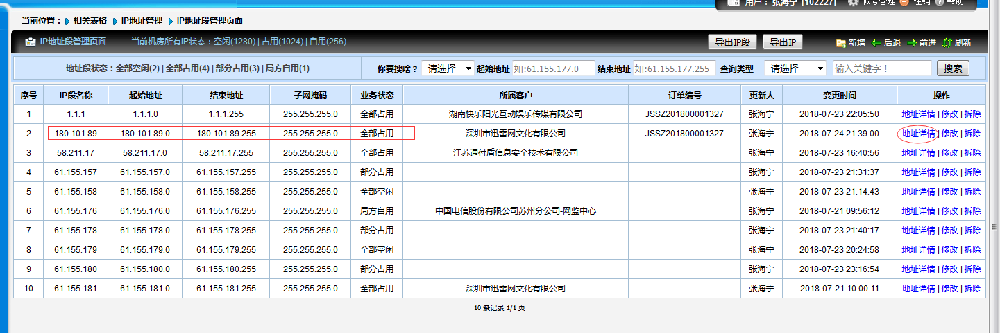 用户：张海宁 [102227] 帐号管理 注销 帮助
当前位置： 相关表格 IP地址管理 IP地址段管理页面
IP地址段管理页面 当前机房所有IP状态：空闲(1280) | 占用(1024) | 自用(256) 导出IP段 导出IP 新增 后退 前进 刷新
地址段状态：全部空闲(2) | 全部占用(4) | 部分占用(3) | 局方自用(1) 你要搜啥？ -请选择- 起始地址 如:61.155.177.0 结束地址 如:61.155.177.255 查询类型 -请选择- 输入关键字！ 搜索
序号 IP段名称 起始地址 结束地址 子网掩码 业务状态 所属客户 订单编号 更新人 变更时间 操作
1 1.1.1 1.1.1.0 1.1.1.255 255.255.255.0 全部占用 湖南快乐阳光互动娱乐传媒有限公司 JSSZ201800001327 张海宁 2018-07-23 22:05:50 地址详情 | 修改 | 拆除
2 180.101.89 180.101.89.0 180.101.89.255 255.255.255.0 全部占用 深圳市迅雷网文化有限公司 JSSZ201800001327 张海宁 2018-07-24 21:39:00 地址详情 | 修改 | 拆除
3 58.211.17 58.211.17.0 58.211.17.255 255.255.255.0 全部占用 江苏通付盾信息安全技术有限公司 张海宁 2018-07-23 16:40:56 地址详情 | 修改 | 拆除
4 61.155.157 61.155.157.0 61.155.157.255 255.255.255.0 部分占用 张海宁 2018-07-23 21:31:37 地址详情 | 修改 | 拆除
5 61.155.158 61.155.158.0 61.155.158.255 255.255.255.0 全部空闲 张海宁 2018-07-23 21:14:43 地址详情 | 修改 | 拆除
6 61.155.176 61.155.176.0 61.155.176.255 255.255.255.0 局方自用 中国电信股份有限公司苏州分公司-网监中心 张海宁 2018-07-21 09:56:12 地址详情 | 修改 | 拆除
7 61.155.178 61.155.178.0 61.155.178.255 255.255.255.0 部分占用 张海宁 2018-07-23 21:40:17 地址详情 | 修改 | 拆除
8 61.155.179 61.155.179.0 61.155.179.255 255.255.255.0 全部空闲 张海宁 2018-07-23 20:24:58 地址详情 | 修改 | 拆除
9 61.155.180 61.155.180.0 61.155.180.255 255.255.255.0 部分占用 张海宁 2018-07-23 23:16:54 地址详情 | 修改 | 拆除
10 61.155.181 61.155.181.0 61.155.181.255 255.255.255.0 全部占用 深圳市迅雷网文化有限公司 张海宁 2018-07-21 10:00:11 地址详情 | 修改 | 拆除
10 条记录 1/1 页